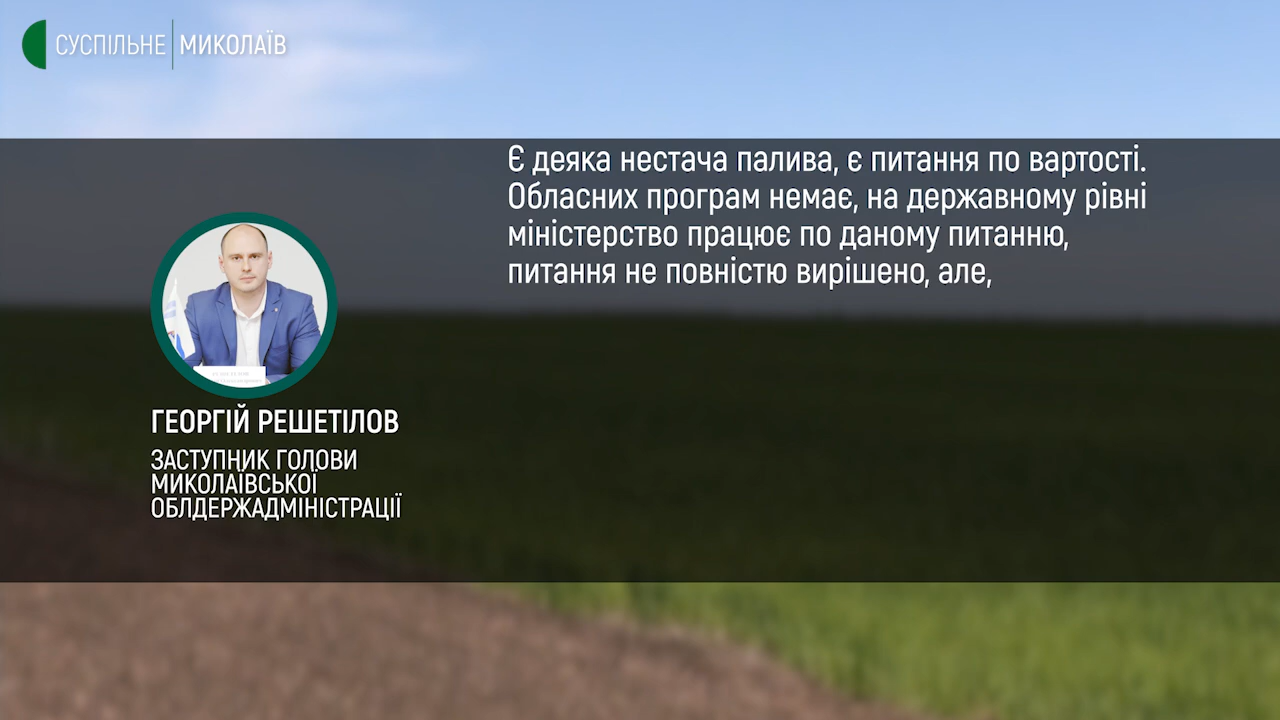 СУСПІЛЬНЕ МИКОЛАЇВ
Є деяка нестача палива, є питання по вартості.
Обласних програм немає, на державному рівні
міністерство працює по даному питанню,
питання не повністю вирішено, але,
ГЕОРГІЙ РЕШЕТІЛОВ
ЗАСТУПНИК ГОЛОВИ
МИКОЛАЇВСЬКОЇ
ОБЛДЕРЖАДМІНІСТРАЦІЇ